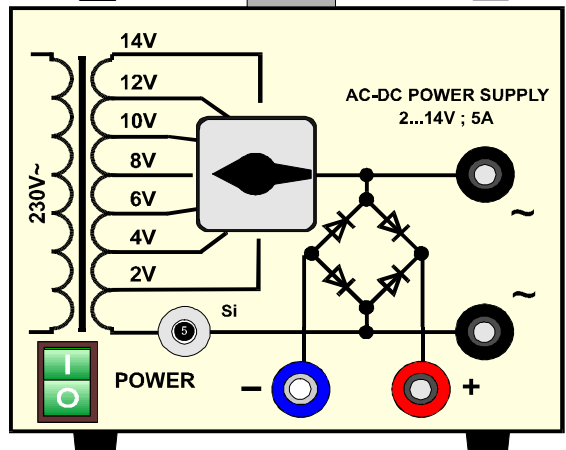 14V
12V
10V
8V
6V
4V
2V
230V~
AC-DC POWER SUPPLY
2...14V ; 5A
~
~
Si
5
I
O
POWER
–
+